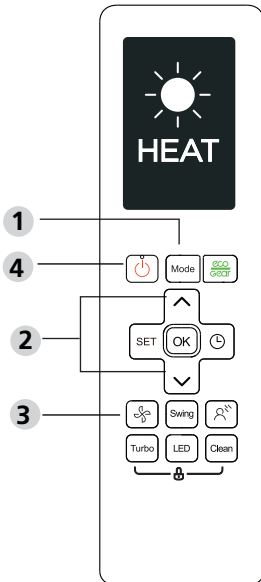 HEAT
1
4
Mode
eco
gear
2
SET
OK
3
Swing
Turbo
LED
Clean